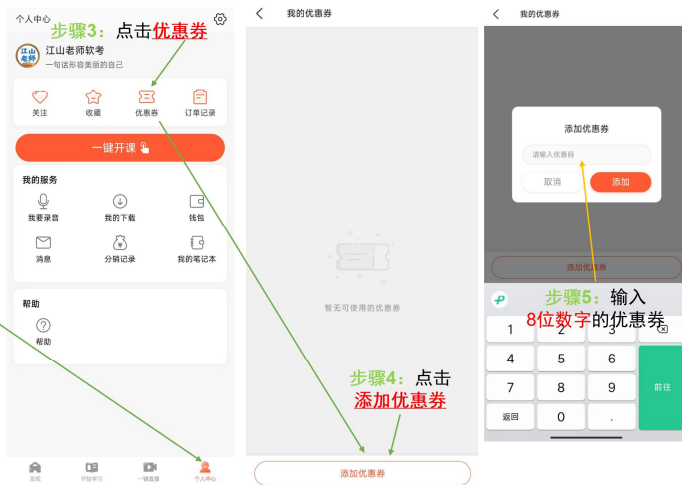 个人中心
步骤3：点击优惠券
江山老师
江山老师软考
一句话形容美丽的自己
关注 收藏 优惠券 订单记录
一键开课
我的服务
我要录音 我的下载 钱包
消息 分销记录 我的笔记本
帮助
帮助
发现 开始学习 一键直播 个人中心
我的优惠券
暂无可使用的优惠券
步骤4：点击
添加优惠券
添加优惠券
我的优惠券
添加优惠券
请输入优惠码
取消 添加
添加优惠券
步骤5：输入
8位数字的优惠券
1 2 3
4 5 6
7 8 9
前往
返回 0 .